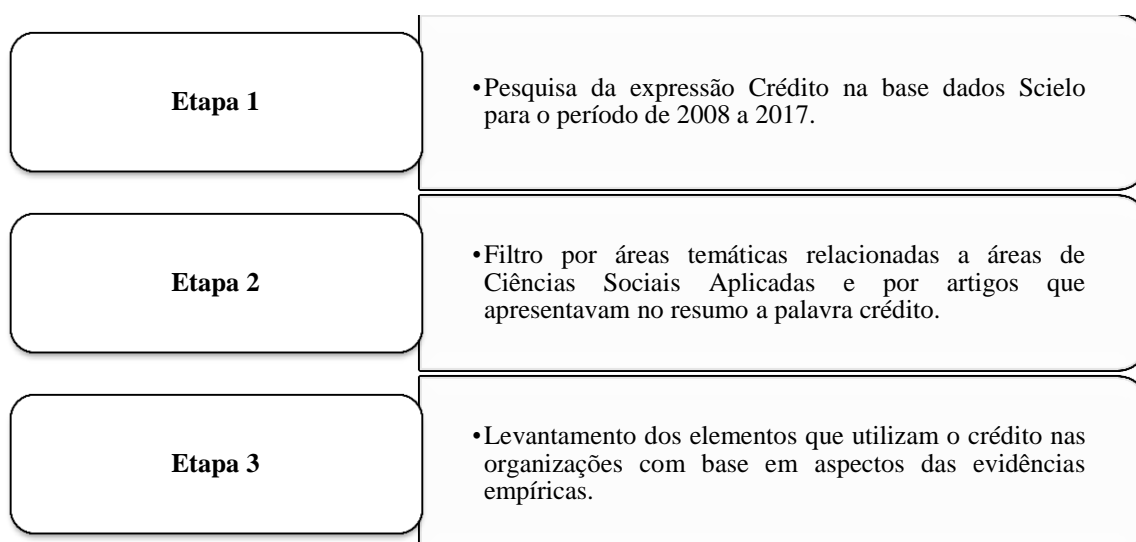 Etapa 1
•Pesquisa da expressão Crédito na base dados Scielo
para o período de 2008 a 2017.
Etapa 2
•Filtro por áreas temáticas relacionadas a áreas de
Ciências Sociais Aplicadas e por artigos que
apresentavam no resumo a palavra crédito.
Etapa 3
•Levantamento dos elementos que utilizam o crédito nas
organizações com base em aspectos das evidências
empíricas.